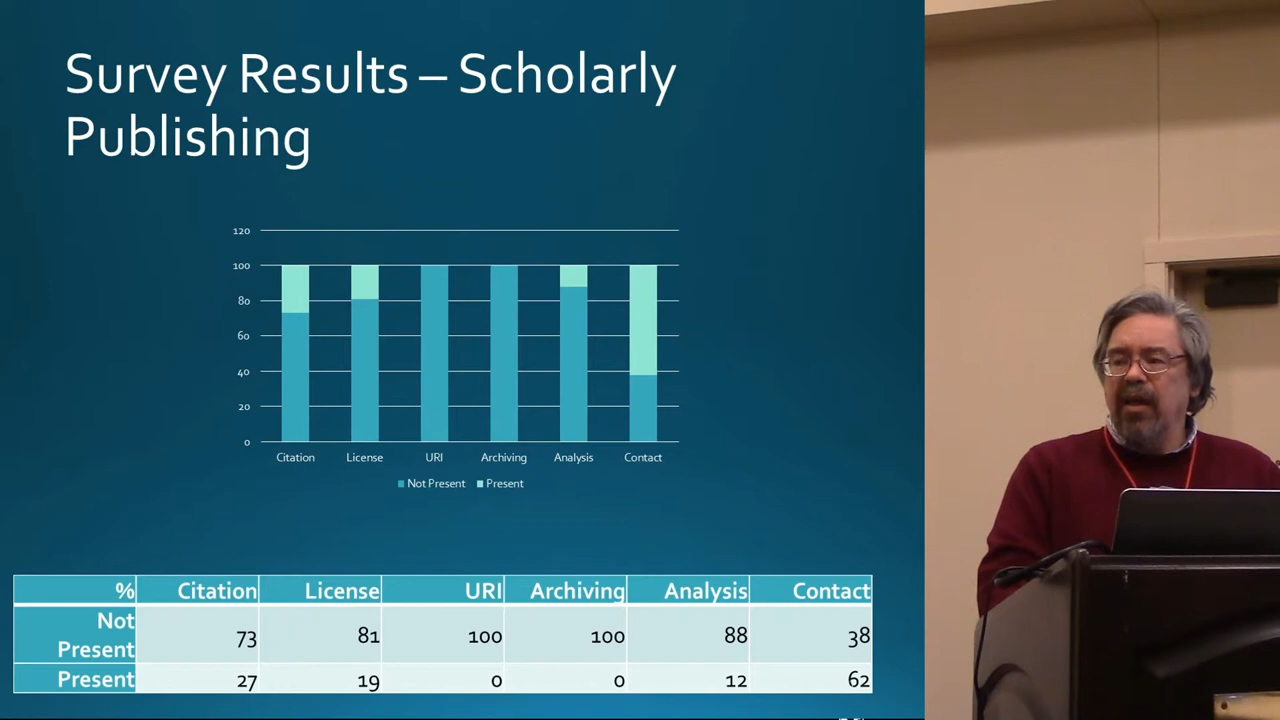 Survey Results – Scholarly
Publishing
120
100
80
60
40
20
0
Citation License URI Archiving Analysis Contact
Not Present Present
% Citation License URI Archiving Analysis Contact
Not Present 73 81 100 100 88 38
Present 27 19 0 0 12 62